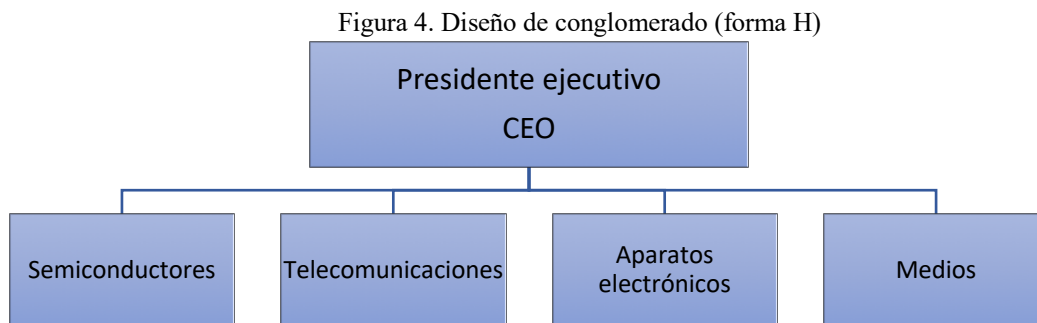 Figura 4. Diseño de conglomerado (forma H)
Presidente ejecutivo
CEO
Semiconductores
Telecomunicaciones
Aparatos
electrónicos
Medios